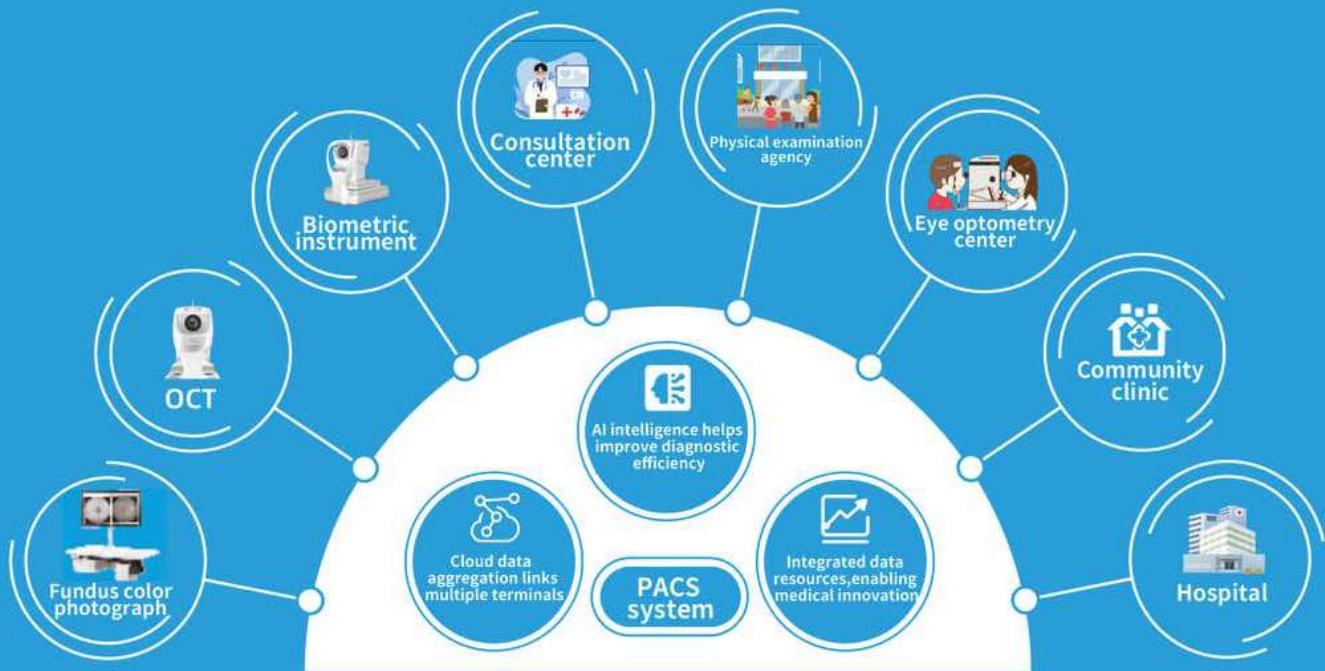 Consultation
center
Physical examination
agency
Biometric
instrument
Eye optometry
center
OCT
Community
clinic
AI intelligence helps
improve diagnostic
efficiency
Fundus color
photograph
Cloud data
aggregation links
multiple terminals
PACS
system
Integrated data
resources,enabling
medical innovation
Hospital